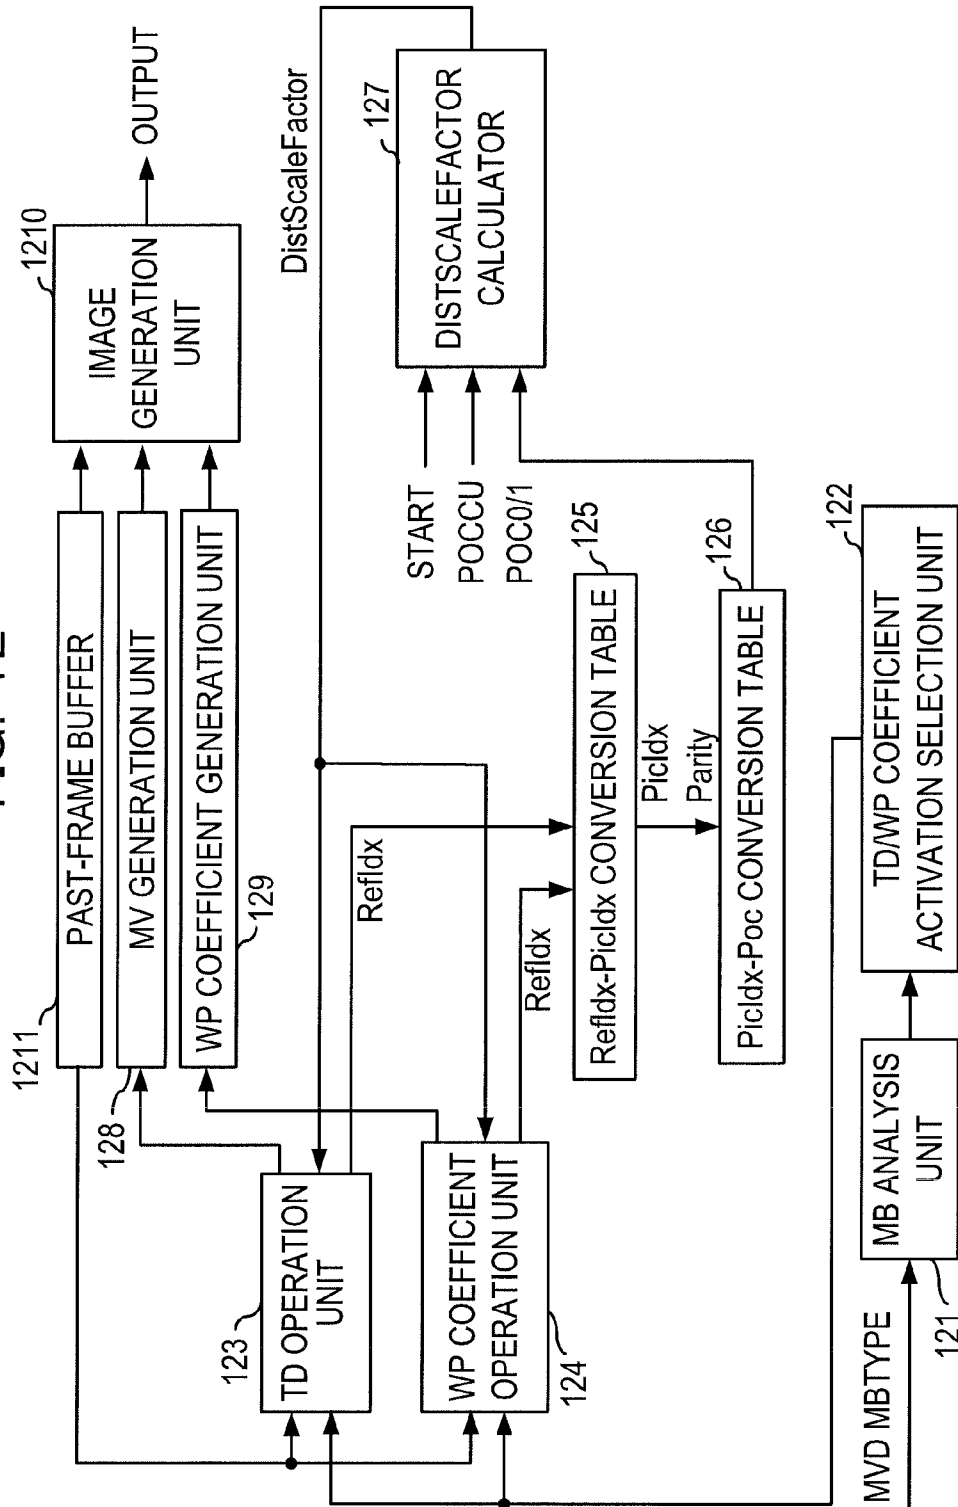 PAST-FRAME BUFFER
1211
MV GENERATION UNIT
128
WP COEFFICIENT GENERATION UNIT
129
IMAGE
GENERATION
UNIT
1210
OUTPUT
DistScaleFactor
TD OPERATION
UNIT
123
RefIdx
WP COEFFICIENT
OPERATION UNIT
124
RefIdx
START
POCCU
POC0/1
DISTSCALEFACTOR
CALCULATOR
127
RefIdx-PicIdx CONVERSION TABLE
125
PicIdx
Parity
PicIdx-Poc CONVERSION TABLE
126
MVD MBTYPE
MB ANALYSIS
UNIT
121
TD/WP COEFFICIENT
ACTIVATION SELECTION UNIT
122